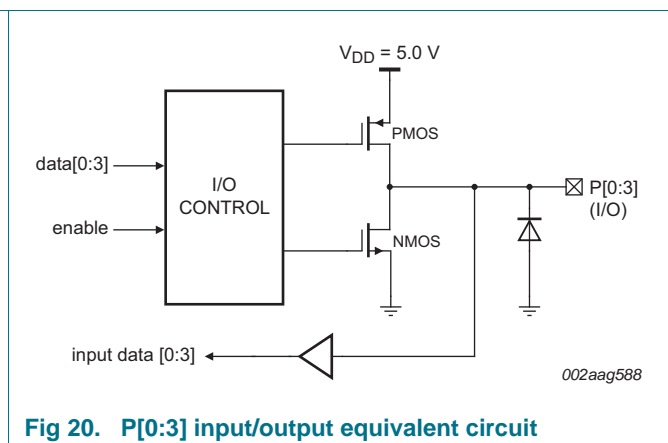 VDD = 5.0 V
PMOS
data[0:3]
I/O
CONTROL
P[0:3]
(I/O)
enable
NMOS
input data [0:3]
002aag588
Fig 20. P[0:3] input/output equivalent circuit